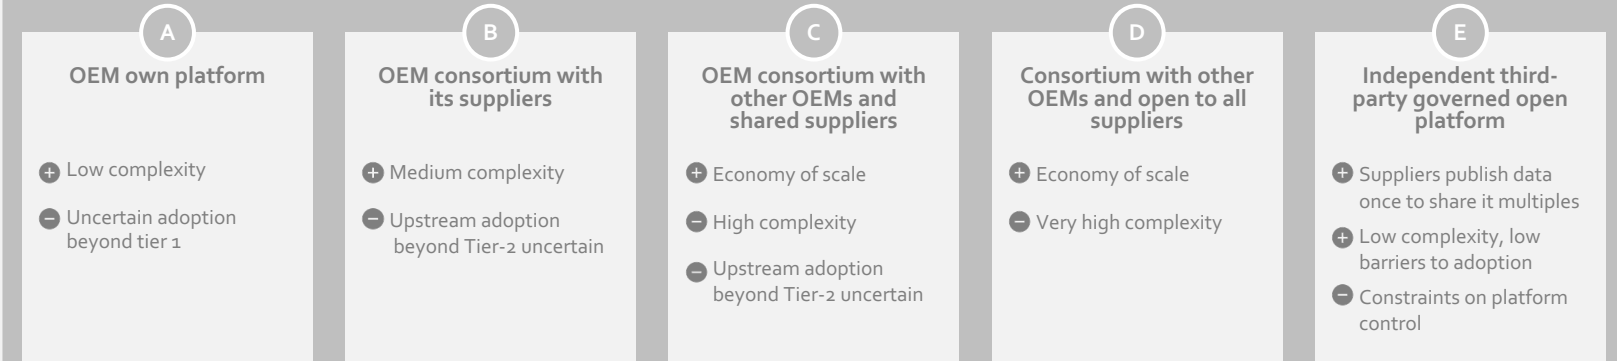 A
OEM own platform
+ Low complexity
− Uncertain adoption
beyond tier 1
B
OEM consortium with
its suppliers
+ Medium complexity
− Upstream adoption
beyond Tier-2 uncertain
C
OEM consortium with
other OEMs and
shared suppliers
+ Economy of scale
− High complexity
− Upstream adoption
beyond Tier-2 uncertain
D
Consortium with other
OEMs and open to all
suppliers
+ Economy of scale
− Very high complexity
E
Independent third-
party governed open
platform
+ Suppliers publish data
once to share it multiples
+ Low complexity, low
barriers to adoption
− Constraints on platform
control